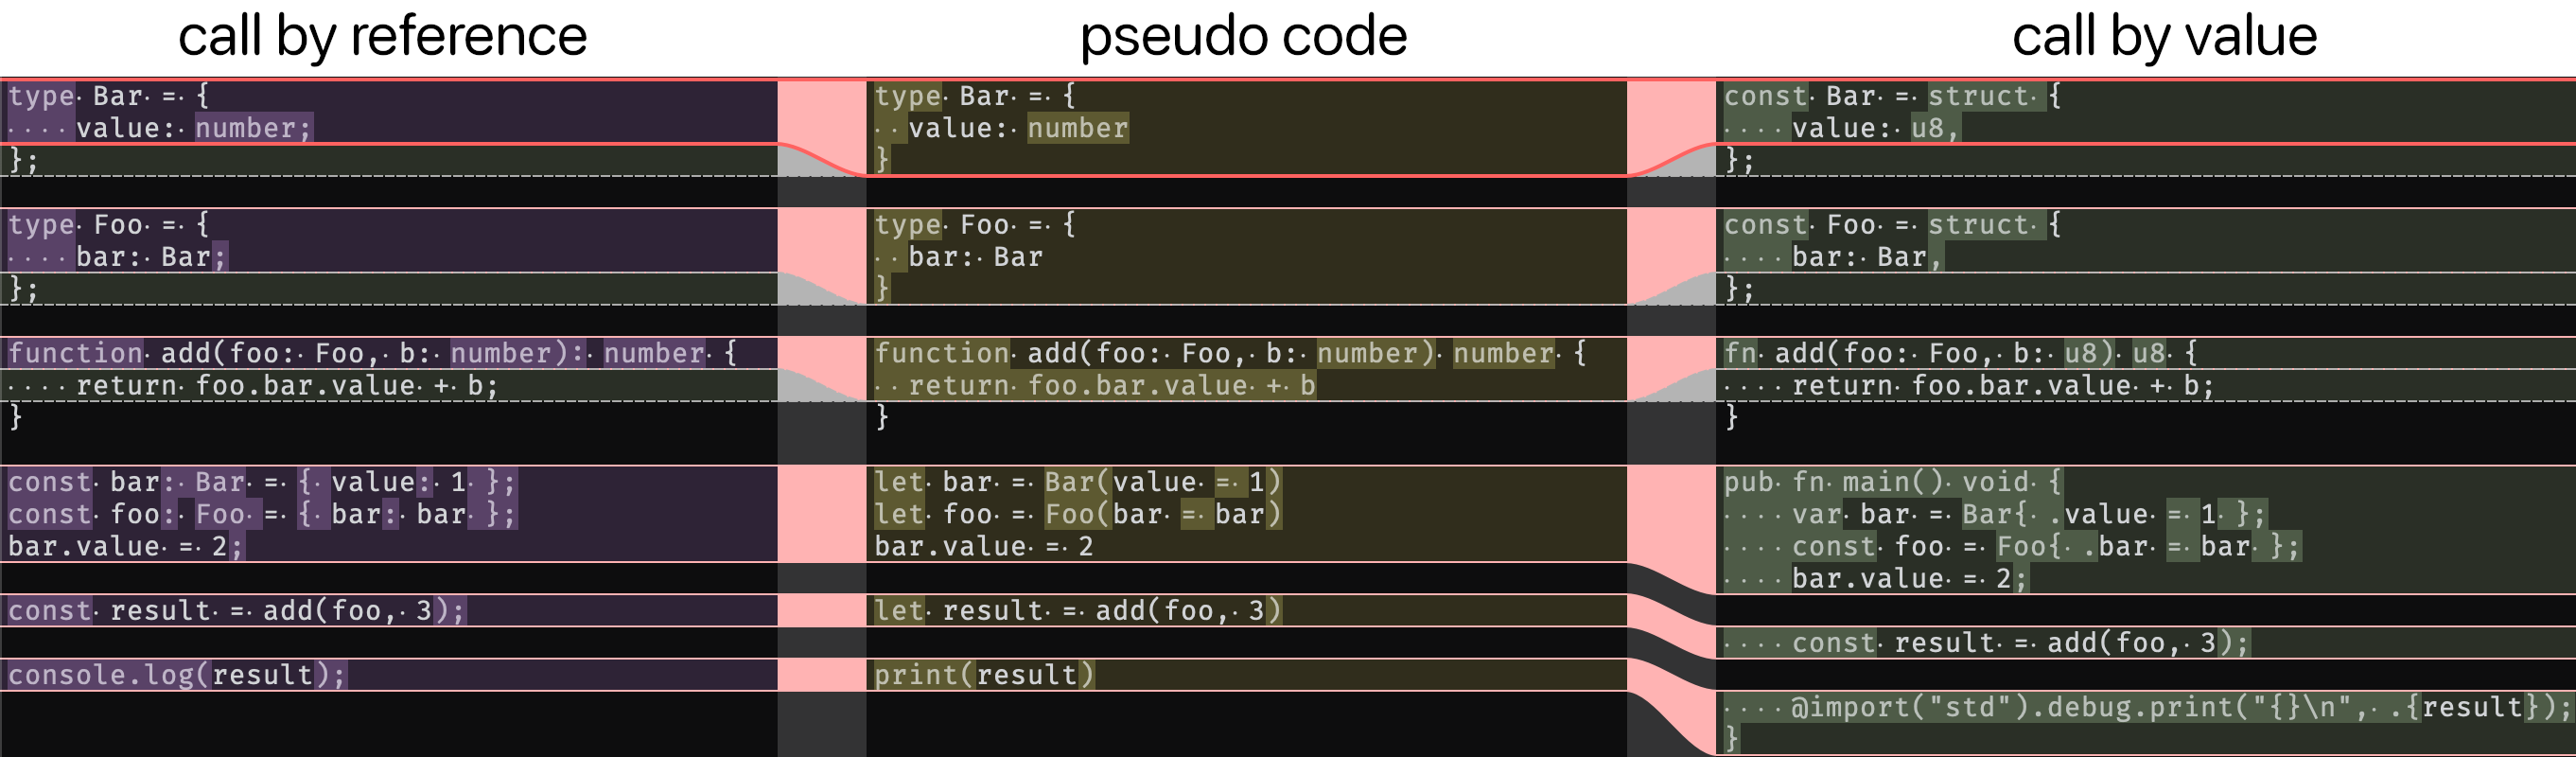 call by reference
pseudo code
call by value
type Bar = {
    value: number;
};

type Foo = {
    bar: Bar;
};

function add(foo: Foo, b: number): number {
    return foo.bar.value + b;
}

const bar: Bar = { value: 1 };
const foo: Foo = { bar: bar };
bar.value = 2;

const result = add(foo, 3);

console.log(result);
type Bar = {
  value: number
}

type Foo = {
  bar: Bar
}

function add(foo: Foo, b: number) number {
  return foo.bar.value + b
}

let bar = Bar(value = 1)
let foo = Foo(bar = bar)
bar.value = 2

let result = add(foo, 3)

print(result)
const Bar = struct {
    value: u8,
};

const Foo = struct {
    bar: Bar,
};

fn add(foo: Foo, b: u8) u8 {
    return foo.bar.value + b;
}

pub fn main() void {
    var bar = Bar{ .value = 1 };
    const foo = Foo{ .bar = bar };
    bar.value = 2;

    const result = add(foo, 3);

    @import("std").debug.print("{}\n", .{result});
}